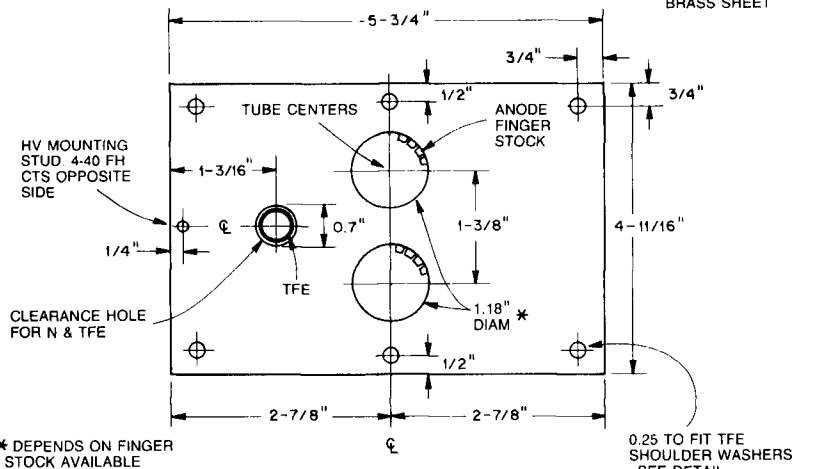 BRASS SHEET
5-3/4"
3/4"
1/2"
3/4"
TUBE CENTERS
ANODE
FINGER
STOCK
HV MOUNTING
STUD. 4-40 FH
CTS OPPOSITE
SIDE
1-3/16"
℄
0.7"
1-3/8"
4-11/16"
1/4"
TFE
CLEARANCE HOLE
FOR N & TFE
1.18"
DIAM *
1/2"
2-7/8"
2-7/8"
℄
* DEPENDS ON FINGER
STOCK AVAILABLE
0.25 TO FIT TFE
SHOULDER WASHERS